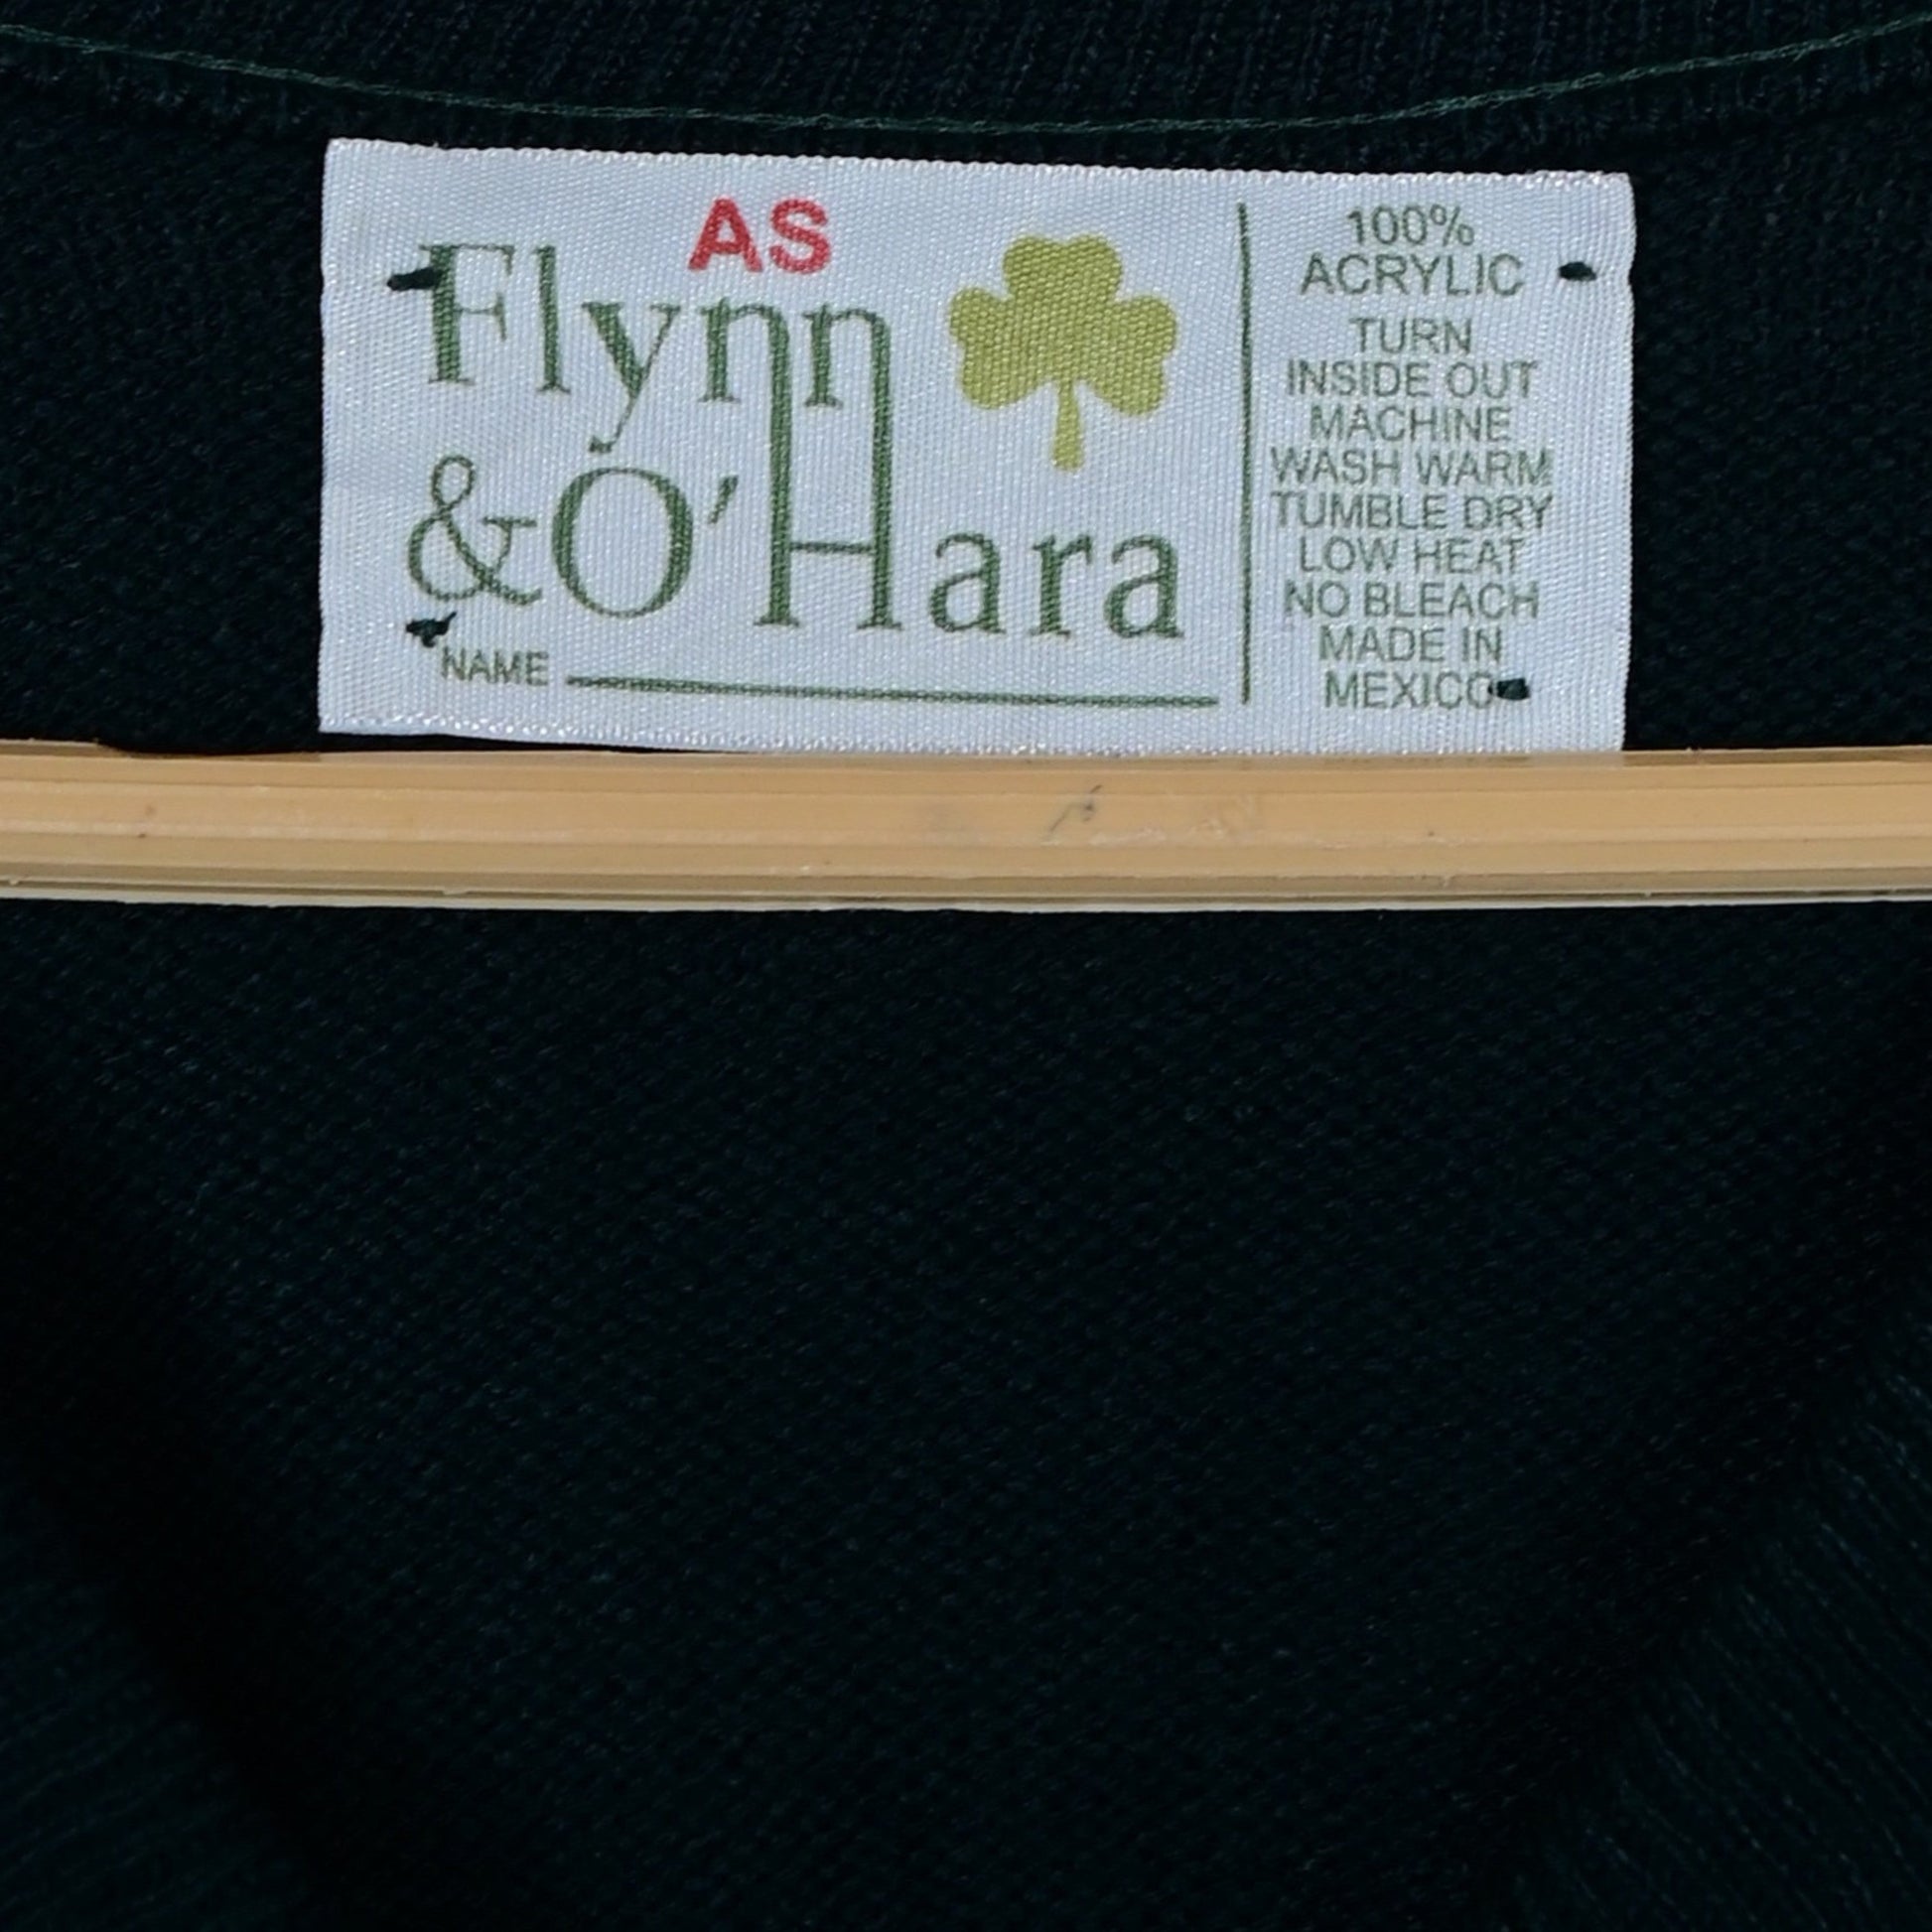 AS
Flynn
&O'Hara
NAME
100%
ACRYLIC
TURN
INSIDE OUT
MACHINE
WASH WARM
TUMBLE DRY
LOW HEAT
NO BLEACH
MADE IN
MEXICO